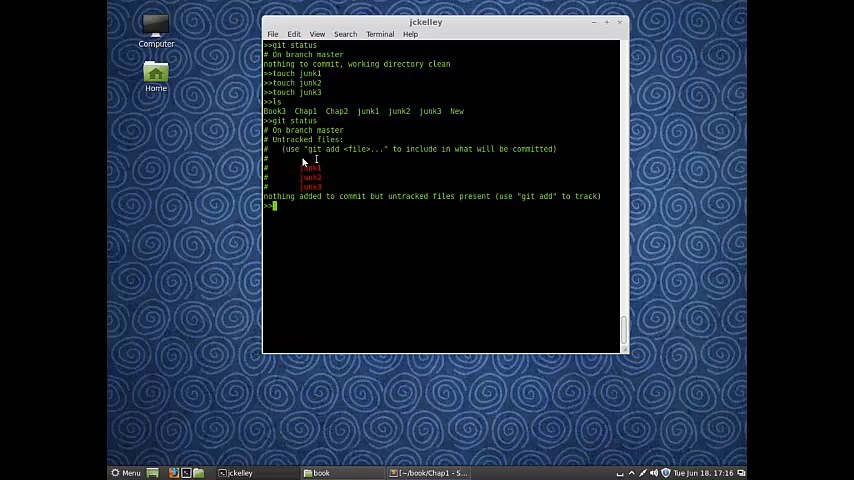 Computer
Home
jckelley
File Edit View Search Terminal Help
>>git status
# On branch master
nothing to commit, working directory clean
>>touch junk1
>>touch junk2
>>touch junk3
>>ls
Book3 Chap1 Chap2 junk1 junk2 junk3 New
>>git status
# On branch master
# Untracked files:
# (use "git add <file>..." to include in what will be committed)
#
# junk1
# junk2
# junk3
nothing added to commit but untracked files present (use "git add" to track)
>>
Menu jckelley book [~/book/Chap1 - S... Tue Jun 18, 17:16